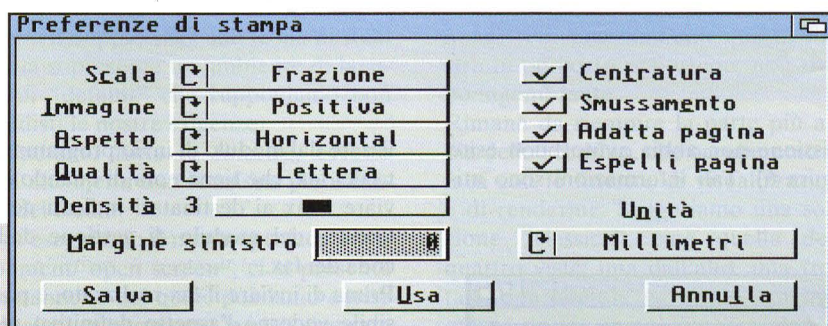 Preferenze di stampa
Scala Frazione
Immagine Positiva
Aspetto Horizontal
Qualità Lettera
Densità 3
Margine sinistro 0
Centratura
Smussamento
Adatta pagina
Espelli pagina
Unità
Millimetri
Salva Usa Annulla